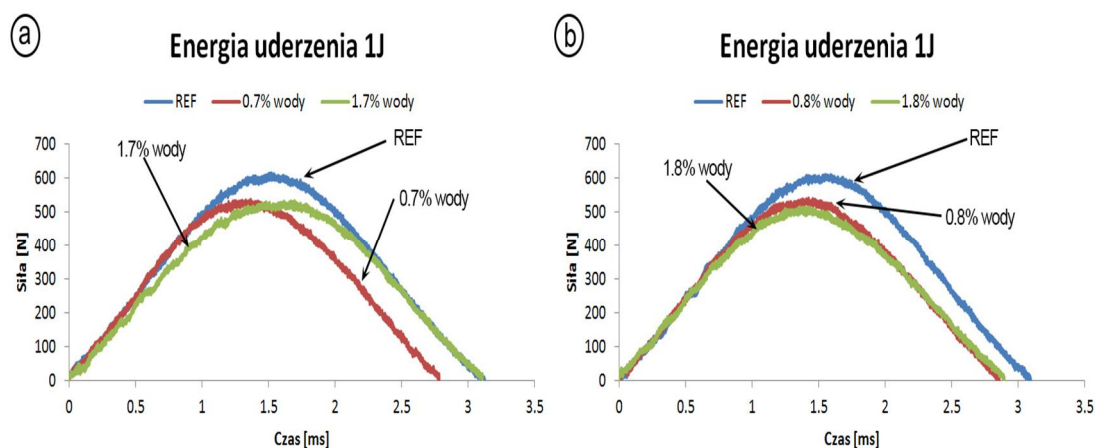 a
Energia uderzenia 1J
REF 0.7% wody 1.7% wody
700
600
500
400
300
200
100
0
Siła [N]
1.7% wody
REF
0.7% wody
0 0.5 1 1.5 2 2.5 3 3.5
Czas [ms]
b
Energia uderzenia 1J
REF 0.8% wody 1.8% wody
700
600
500
400
300
200
100
0
Siła [N]
1.8% wody
REF
0.8% wody
0 0.5 1 1.5 2 2.5 3 3.5
Czas [ms]